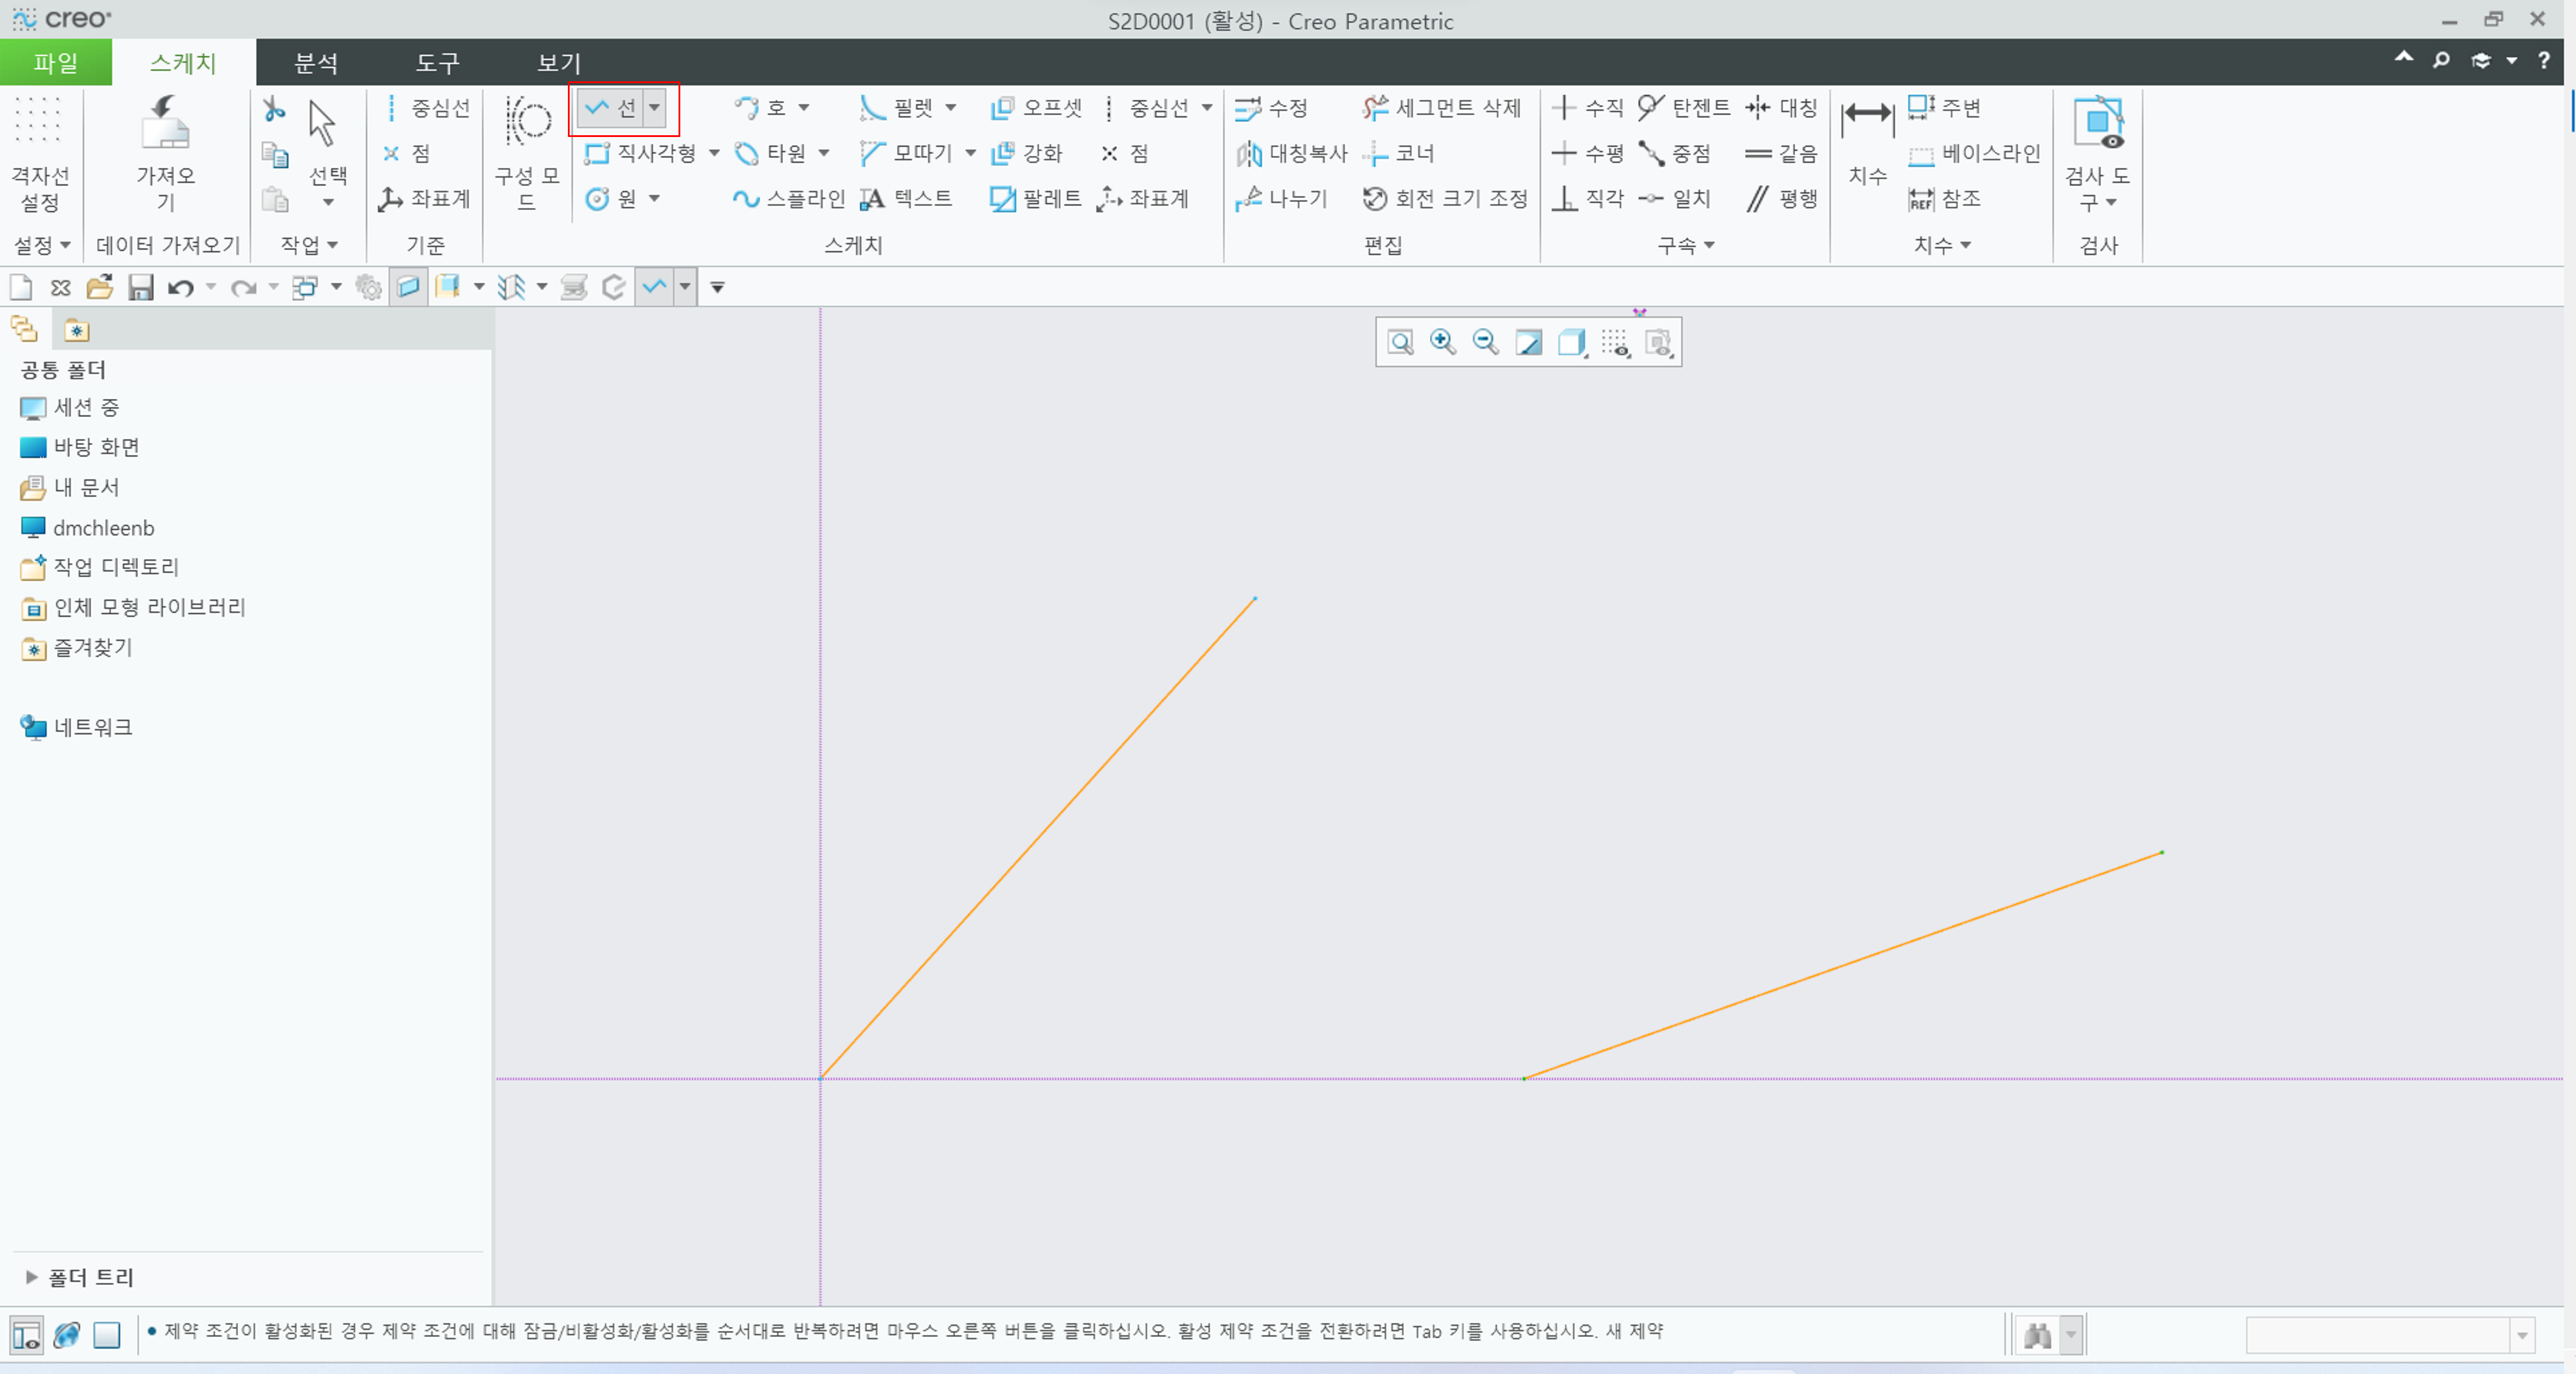 creo
S2D0001 (활성) - Creo Parametric
파일 스케치 분석 도구 보기
중심선 선 호 필렛 오프셋 중심선 수정 세그먼트 삭제 수직 탄젠트 대칭 주변
점 직사각형 타원 모따기 강화 점 대칭복사 코너 수평 중점 같음 베이스라인
격자선 설정 가져오기 선택 구성 모드 치수 검사 도구
좌표계 원 스플라인 텍스트 팔레트 좌표계 나누기 회전 크기 조정 직각 일치 평행 REF 참조
설정 데이터 가져오기 작업 기준 스케치 편집 구속 치수 검사
공통 폴더
세션 중
바탕 화면
내 문서
dmchleenb
작업 디렉토리
인체 모형 라이브러리
즐겨찾기
네트워크
폴더 트리
• 제약 조건이 활성화된 경우 제약 조건에 대해 잠금/비활성화/활성화를 순서대로 반복하려면 마우스 오른쪽 버튼을 클릭하십시오. 활성 제약 조건을 전환하려면 Tab 키를 사용하십시오. 새 제약